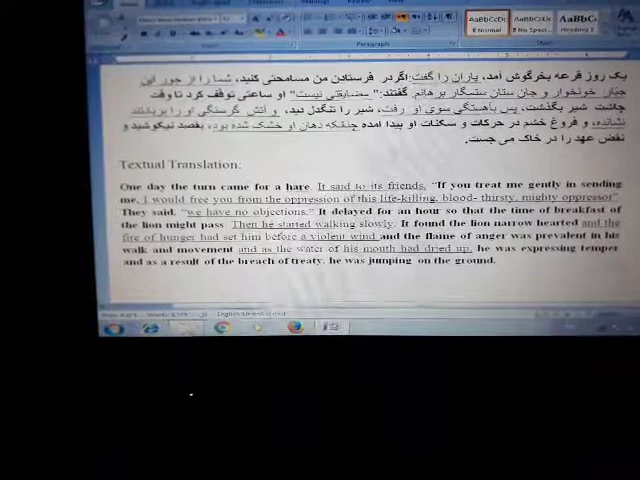 AaBbCcDc AaBbCcDc AaBbC
Paragraph
یک روز قرعه بخرگوش آمد، یاران را گفت: اگر در فرستادن من مسامحتی کنید، شما را از جور این
جبار خونخوار و جان ستان ستمگار برهانم. گفتند: "مضایقتی نیست" او ساعتی توقف کرد تا وقت
چاشت شیر بگذشت، پس باهستگی سوی او رفت، شیر را تنگدل دید، و آتش گرسنگی او را بربادتند
نشانده، و فروغ خشم در حرکات و سکنات او پیدا امده چنانکه دهان او خشک شده بود،
نقض عهد را در خاک می جست.
Textual Translation:
One day the turn came for a hare. It said to its friends, "If you treat me gently in sending
me, I would free you from the oppression of this life-killing, blood- thirsty, mighty oppressor"
They said, "we have no objections." It delayed for an hour so that the time of breakfast of
the lion might pass. Then he started walking slowly. It found the lion narrow hearted and the
fire of hunger had set him before a violent wind and the flame of anger was prevalent in his
walk and movement and as the water of his mouth had dried up, he was expressing temper
and as a result of the breach of treaty, he was jumping on the ground.